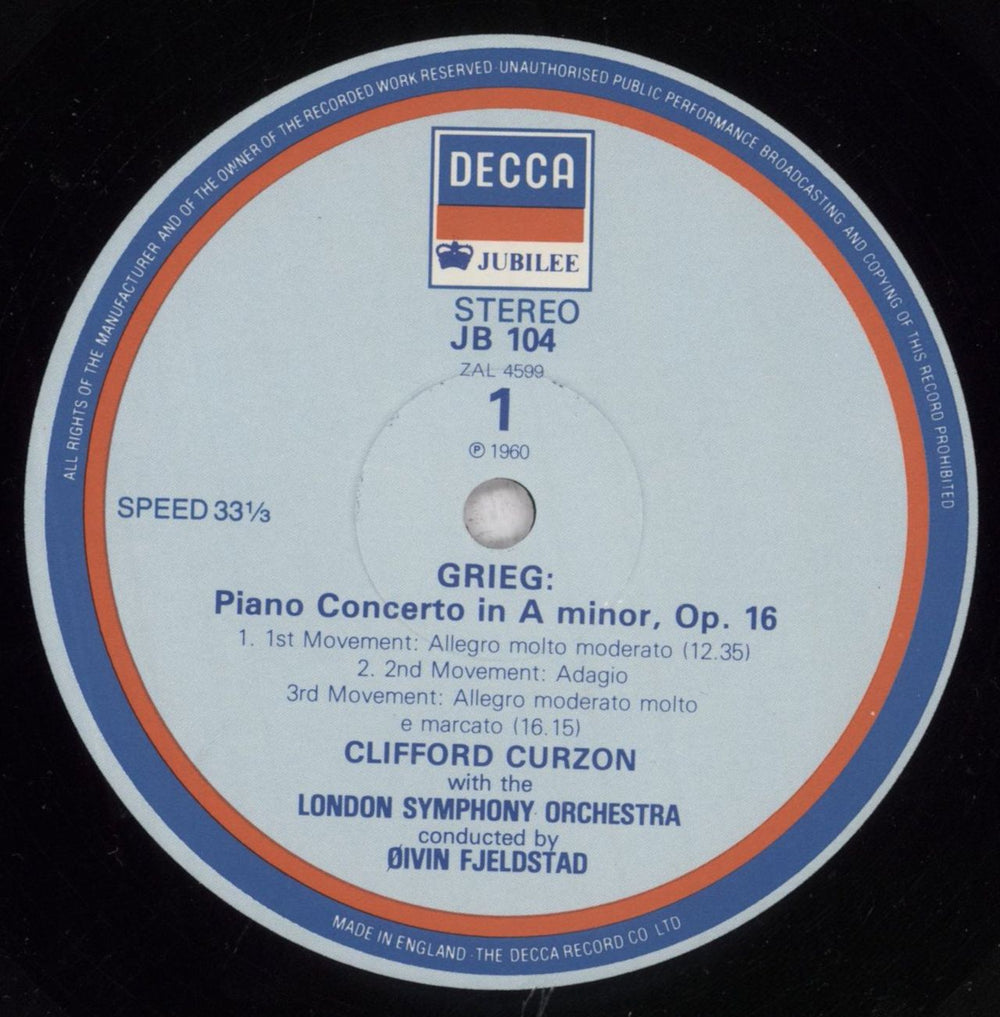 ALL RIGHTS OF THE MANUFACTURER AND OF THE OWNER OF THE RECORDED WORK RESERVED UNAUTHORISED PUBLIC PERFORMANCE BROADCASTING AND COPYING OF THIS RECORD PROHIBITED
DECCA
JUBILEE
STEREO
JB 104
ZAL 4599
1
℗ 1960
SPEED 33⅓
GRIEG:
Piano Concerto in A minor, Op. 16
1. 1st Movement: Allegro molto moderato (12.35)
2. 2nd Movement: Adagio
3rd Movement: Allegro moderato molto
e marcato (16.15)
CLIFFORD CURZON
with the
LONDON SYMPHONY ORCHESTRA
conducted by
ØIVIN FJELDSTAD
MADE IN ENGLAND · THE DECCA RECORD CO LTD